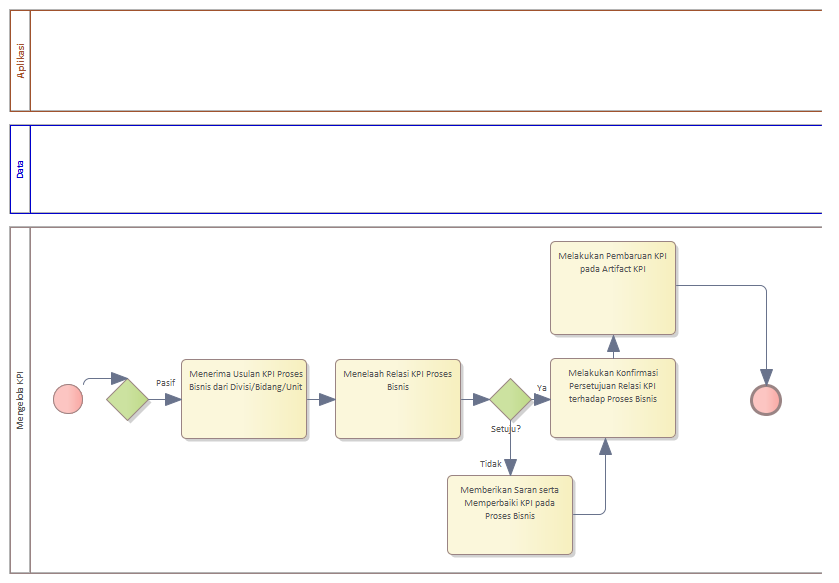 Aplikasi
Data
Mengelola KPI
Pasif
Menerima Usulan KPI Proses
Bisnis dari Divisi/Bidang/Unit
Menelaah Relasi KPI Proses
Bisnis
Setuju?
Ya
Tidak
Melakukan Pembaruan KPI
pada Artifact KPI
Melakukan Konfirmasi
Persetujuan Relasi KPI
terhadap Proses Bisnis
Memberikan Saran serta
Memperbaiki KPI pada
Proses Bisnis